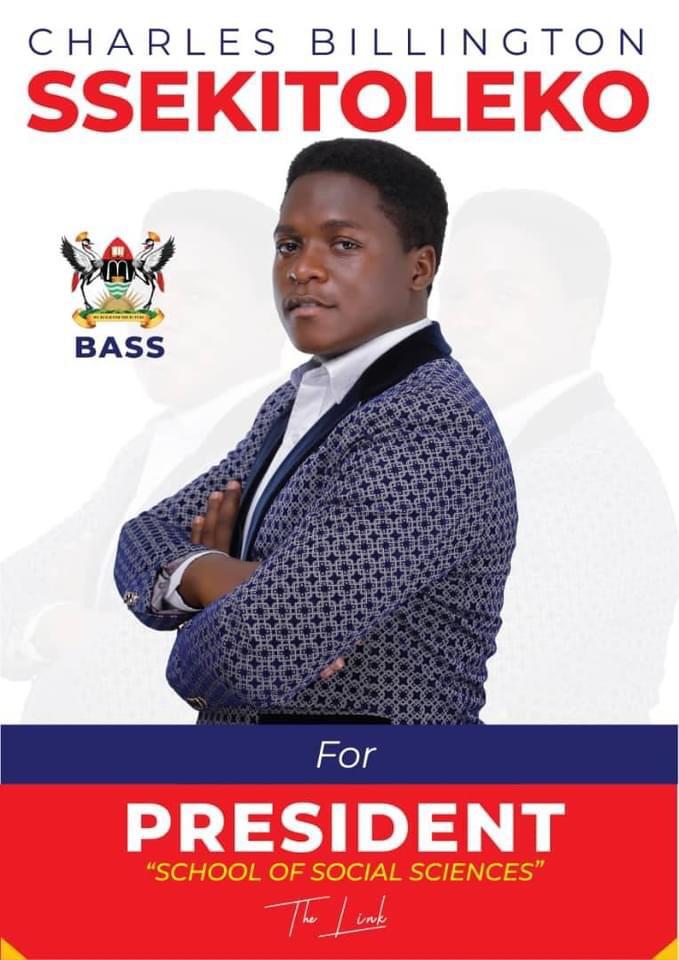 CHARLES BILLINGTON
SSEKITOLEKO
BASS
For
PRESIDENT
“SCHOOL OF SOCIAL SCIENCES”
The Link